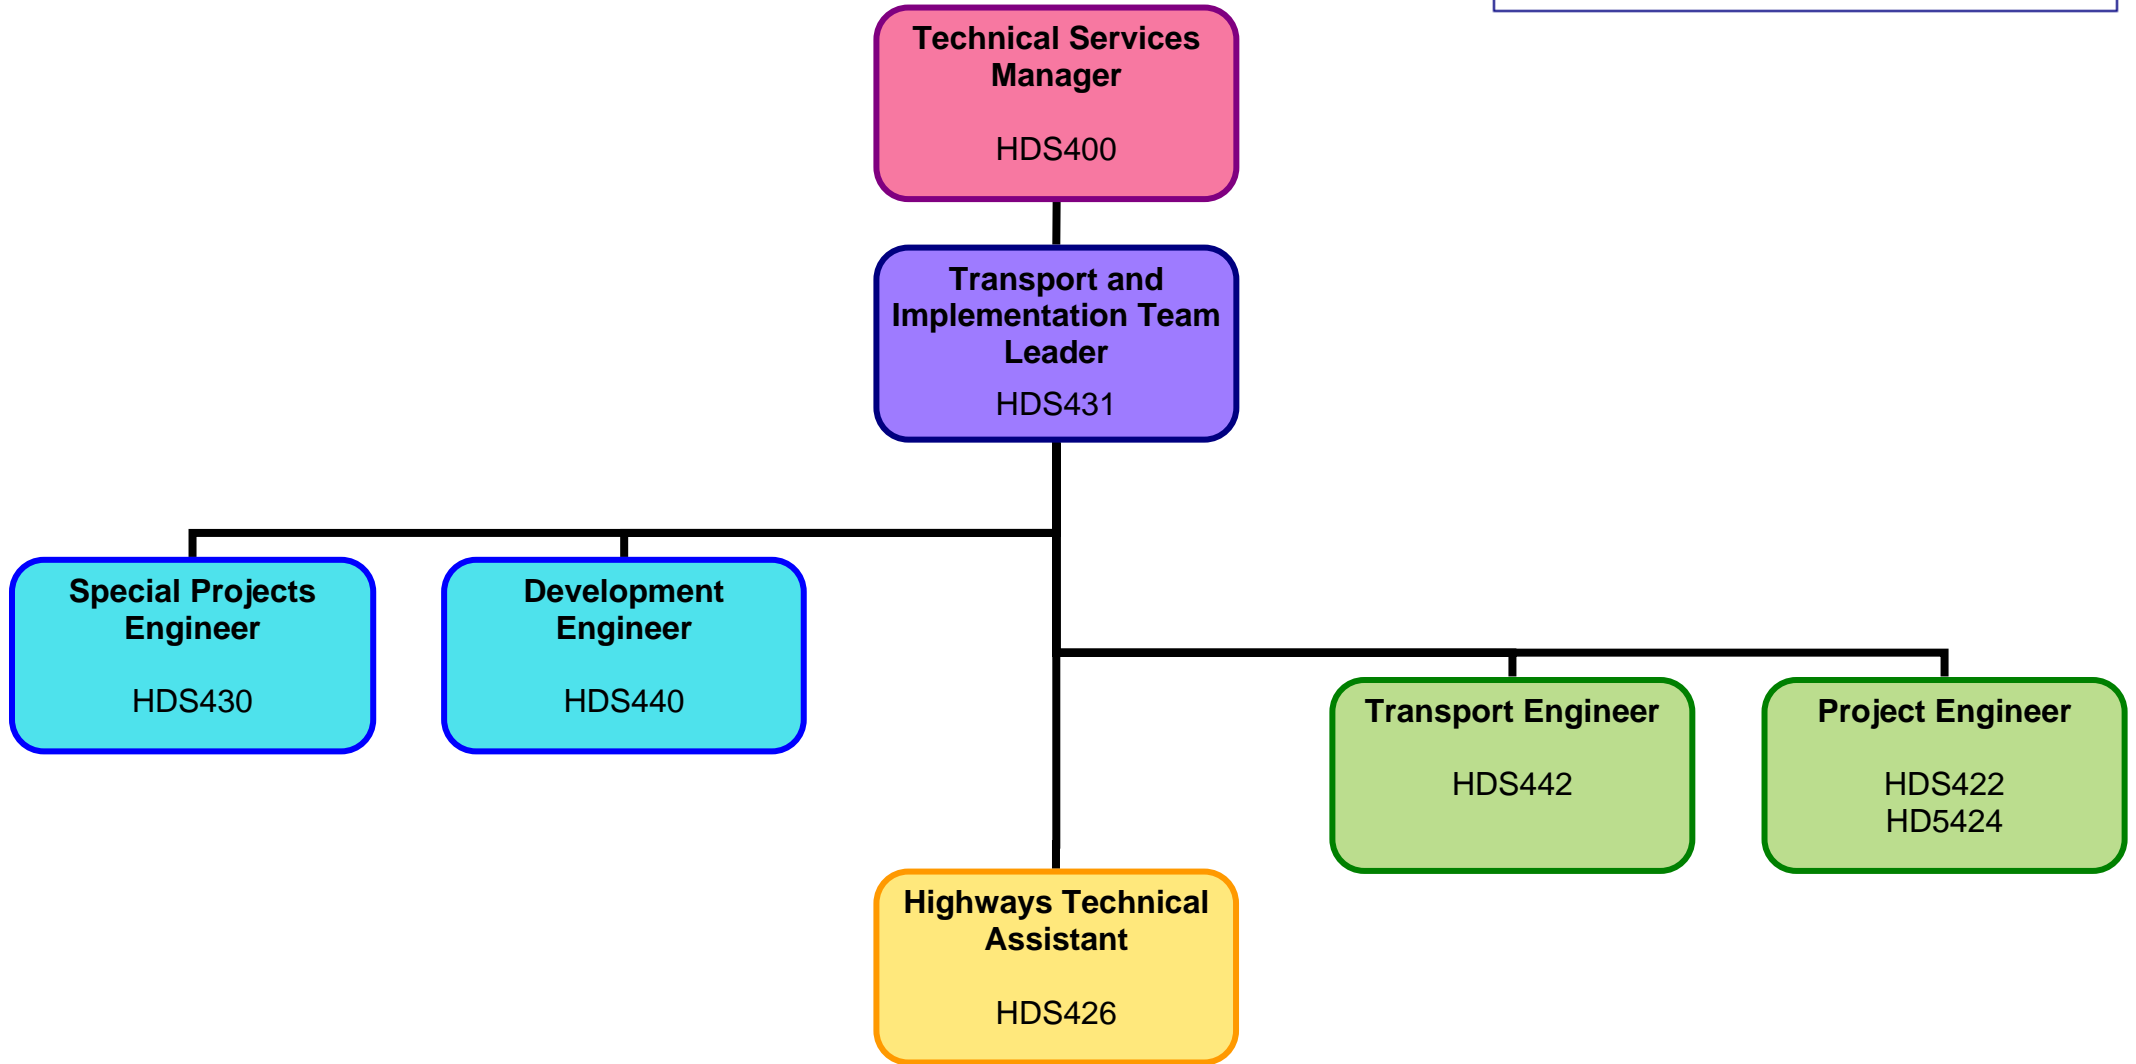 Technical Services
Manager
HDS400
Transport and
Implementation Team
Leader
HDS431
Special Projects
Engineer
HDS430
Development
Engineer
HDS440
Transport Engineer
HDS442
Project Engineer
HDS422
HD5424
Highways Technical
Assistant
HDS426